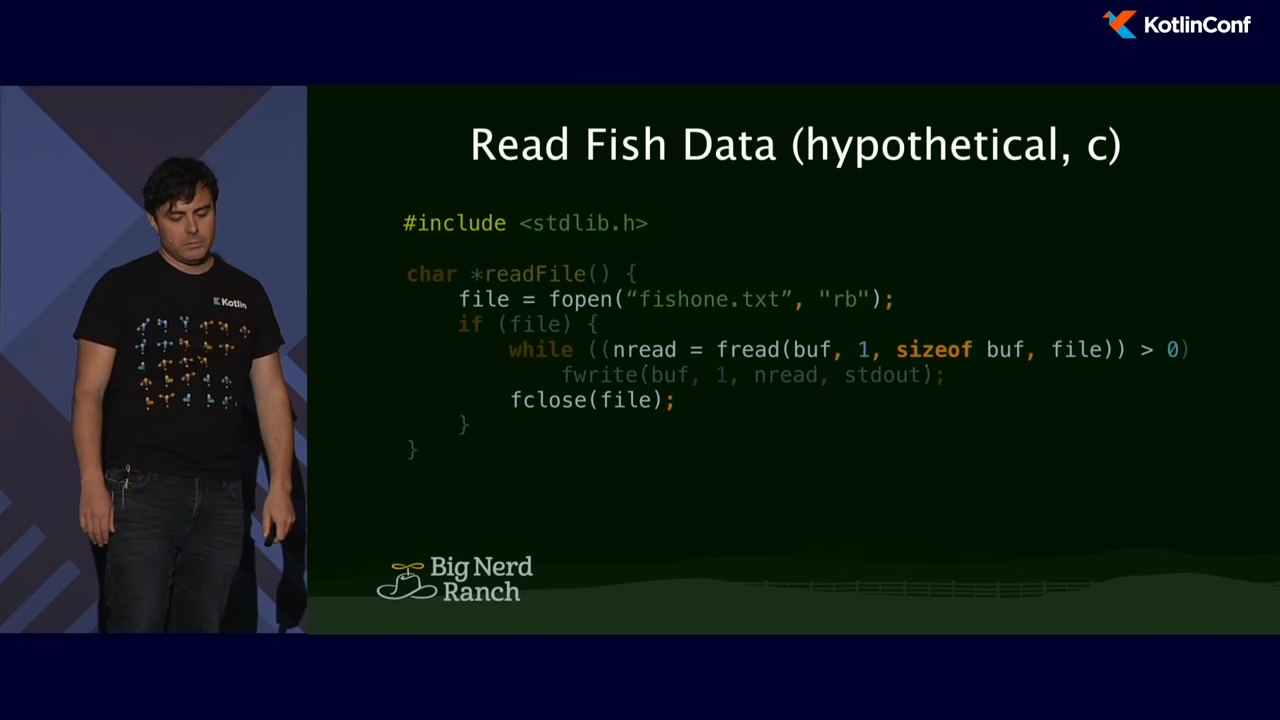 KotlinConf
Read Fish Data (hypothetical, c)
#include <stdlib.h>
char *readFile() {
file = fopen(“fishone.txt”, "rb");
if (file) {
while ((nread = fread(buf, 1, sizeof buf, file)) > 0)
fwrite(buf, 1, nread, stdout);
fclose(file);
}
}
Kotlin
Big Nerd
Ranch